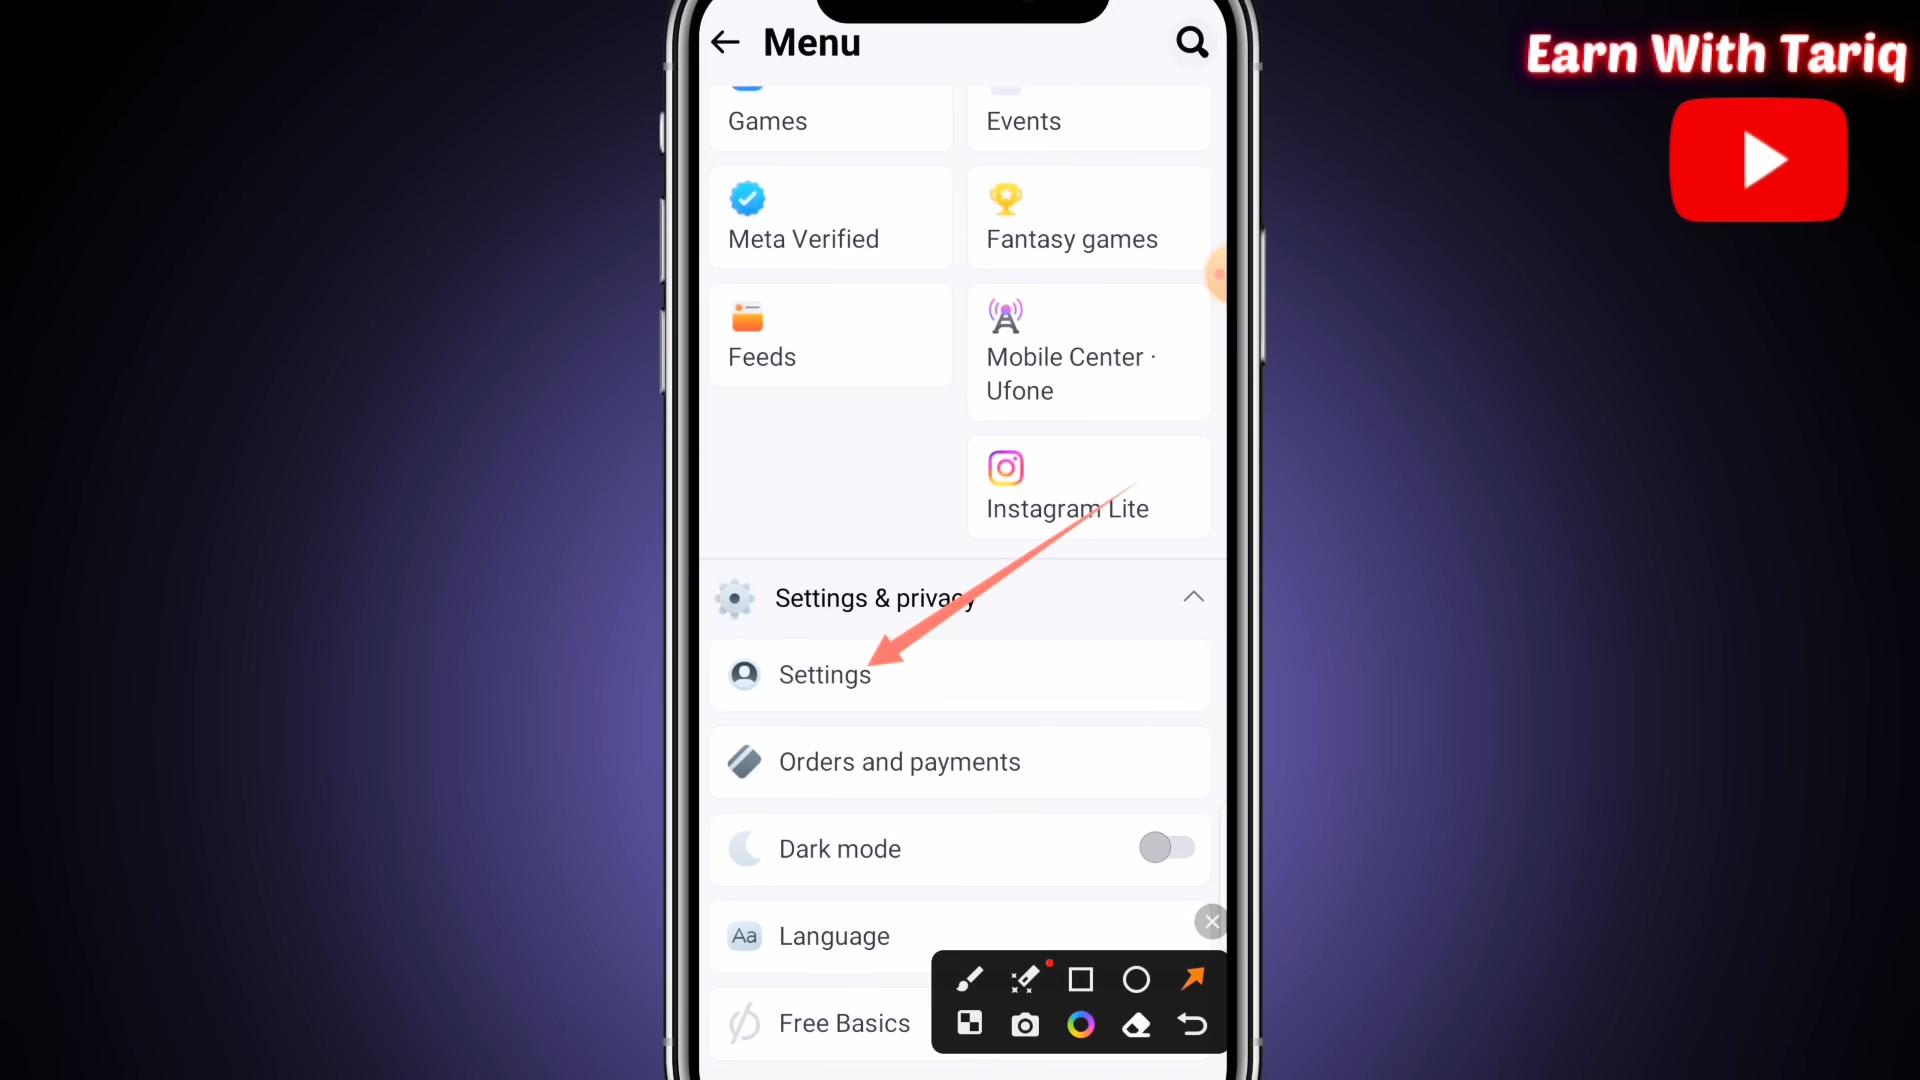 Menu
Earn With Tariq
Games
Events
Meta Verified
Fantasy games
Feeds
Mobile Center ·
Ufone
Instagram Lite
Settings & privacy
Settings
Orders and payments
Dark mode
Aa Language
Free Basics